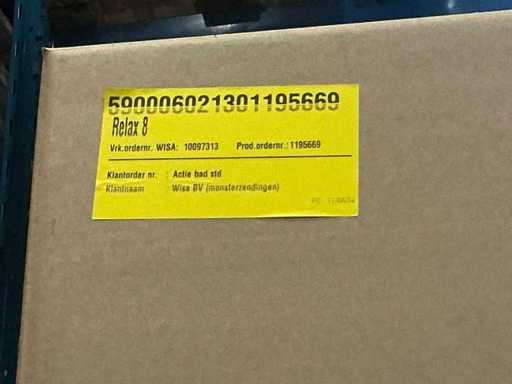 590006021301195669
Relax 8
Vrk.ordernr. WISA: 10097313 Prod.ordernr.: 1195669
Klantorder nr. : Actie bad std
Klantnaam : Wisa BV (monsterzendingen)